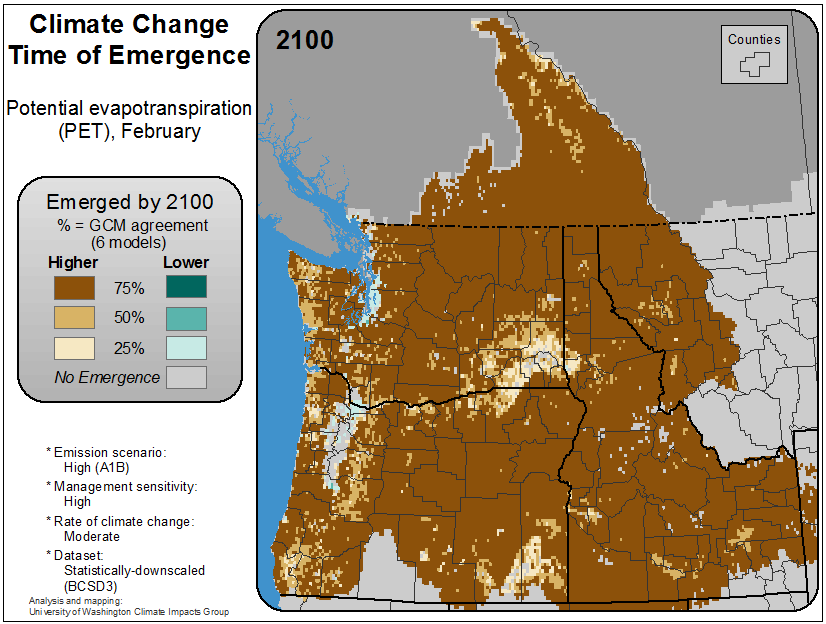 Climate Change
Time of Emergence
Potential evapotranspiration
(PET), February
Emerged by 2100
% = GCM agreement
(6 models)
Higher Lower
75%
50%
25%
No Emergence
* Emission scenario:
High (A1B)
* Management sensitivity:
High
* Rate of climate change:
Moderate
* Dataset:
Statistically-downscaled
(BCSD3)
Analysis and mapping:
University of Washington Climate Impacts Group
2100
Counties